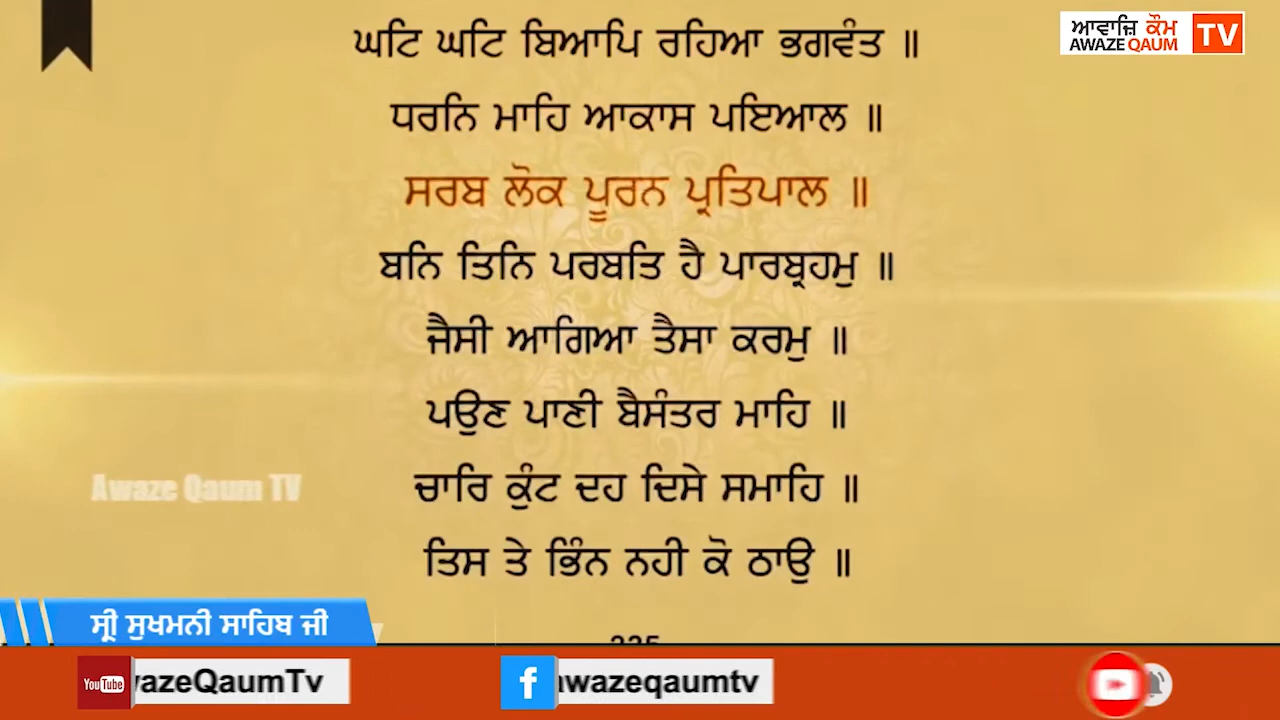 ਆਵਾਜ਼ਿ ਕੌਮ
AWAZE QAUM
TV
ਘਟਿ ਘਟਿ ਬਿਆਪਿ ਰਹਿਆ ਭਗਵੰਤ ॥
ਧਰਨਿ ਮਾਹਿ ਆਕਾਸ ਪਇਆਲ ॥
ਸਰਬ ਲੋਕ ਪੂਰਨ ਪ੍ਰਤਿਪਾਲ ॥
ਬਨਿ ਤਿਨਿ ਪਰਬਤਿ ਹੈ ਪਾਰਬ੍ਰਹਮੁ ॥
ਜੈਸੀ ਆਗਿਆ ਤੈਸਾ ਕਰਮੁ ॥
ਪਉਣ ਪਾਣੀ ਬੈਸੰਤਰ ਮਾਹਿ ॥
ਚਾਰਿ ਕੁੰਟ ਦਹ ਦਿਸੇ ਸਮਾਹਿ ॥
ਤਿਸ ਤੇ ਭਿੰਨ ਨਹੀ ਕੋ ਠਾਉ ॥
Awaze Qaum TV
ਸ੍ਰੀ ਸੁਖਮਨੀ ਸਾਹਿਬ ਜੀ
YouTube
azeQaumTv
f
awazeqaumtv